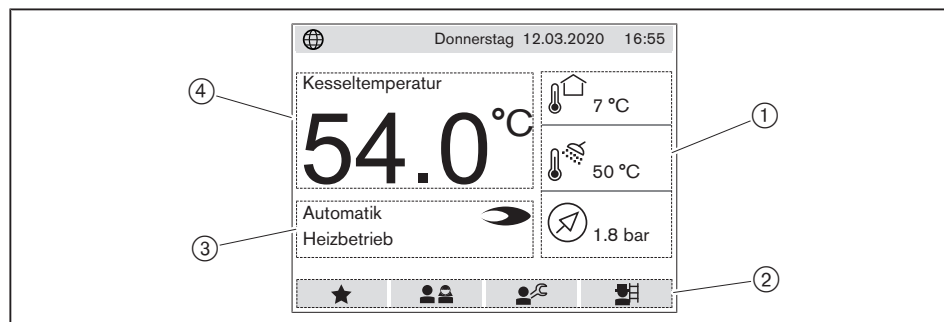 Donnerstag 12.03.2020 16:55
Kesseltemperatur
54.0°C
7 °C
50 °C
1.8 bar
Automatik
Heizbetrieb
①
②
③
④